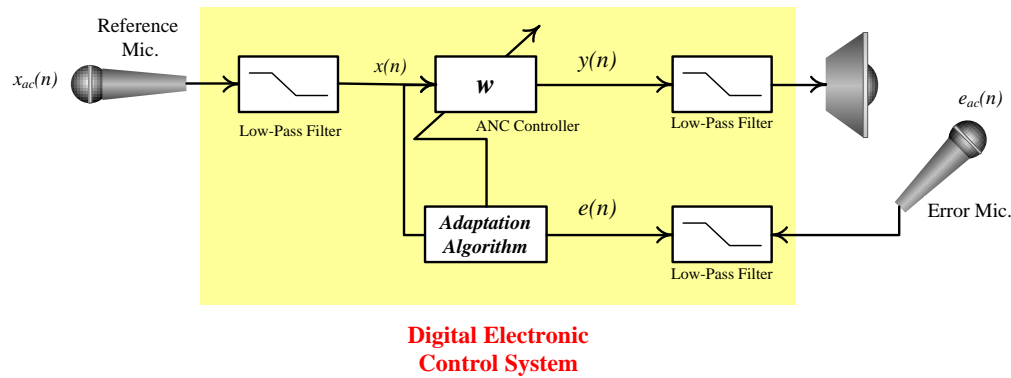 Reference
Mic.
x_ac(n)
x(n)
w
y(n)
e_ac(n)
Low-Pass Filter
ANC Controller
Low-Pass Filter
Adaptation
Algorithm
e(n)
Error Mic.
Low-Pass Filter
Digital Electronic
Control System